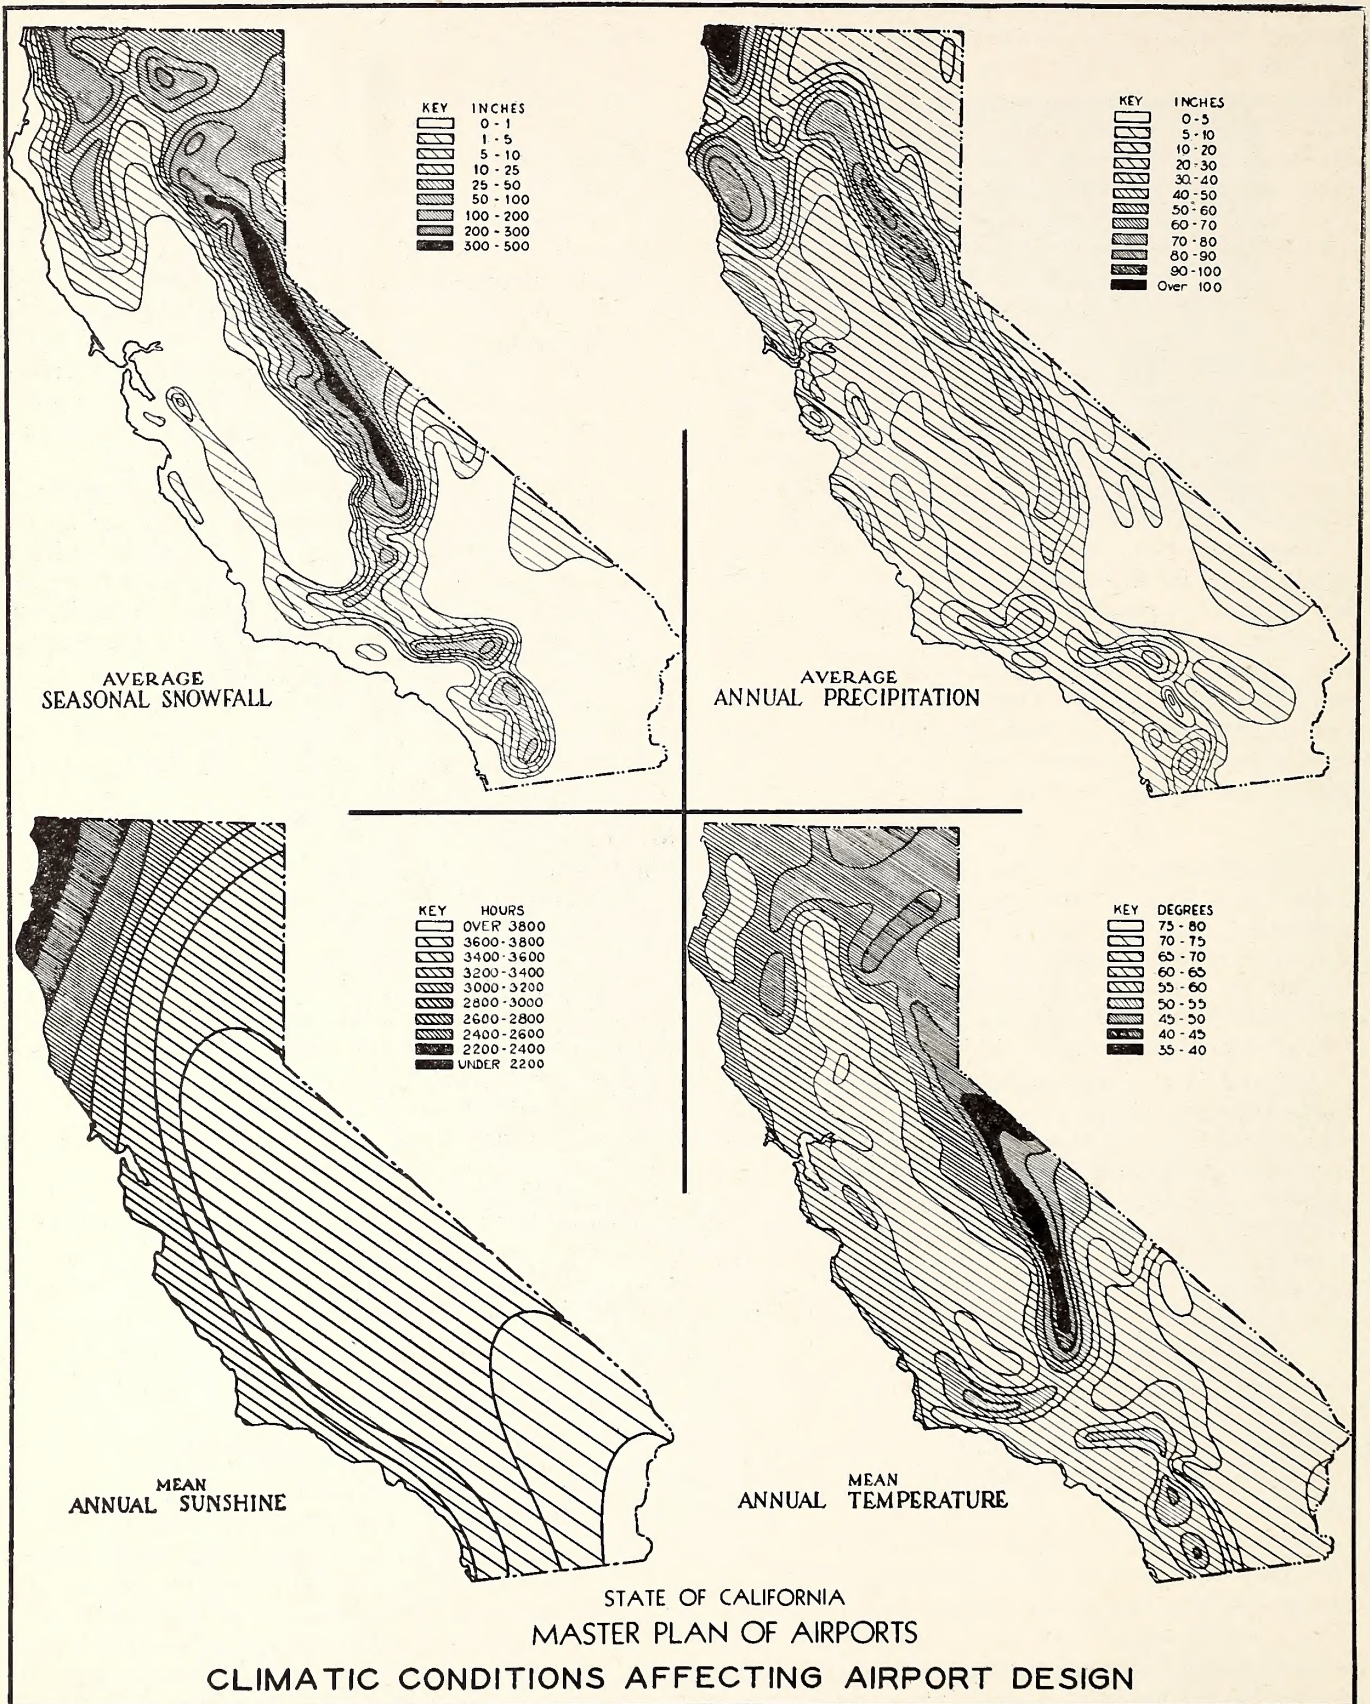 KEY INCHES
0-1
1-5
5-10
10-25
25-50
50-100
100-200
200-300
300-500
AVERAGE
SEASONAL SNOWFALL
KEY INCHES
0-5
5-10
10-20
20-30
30-40
40-50
50-60
60-70
70-80
80-90
90-100
Over 100
AVERAGE
ANNUAL PRECIPITATION
KEY HOURS
OVER 3800
3600-3800
3400-3600
3200-3400
3000-3200
2800-3000
2600-2800
2400-2600
2200-2400
UNDER 2200
MEAN
ANNUAL SUNSHINE
KEY DEGREES
75-80
70-75
65-70
60-65
55-60
50-55
45-50
40-45
35-40
MEAN
ANNUAL TEMPERATURE
STATE OF CALIFORNIA
MASTER PLAN OF AIRPORTS
CLIMATIC CONDITIONS AFFECTING AIRPORT DESIGN